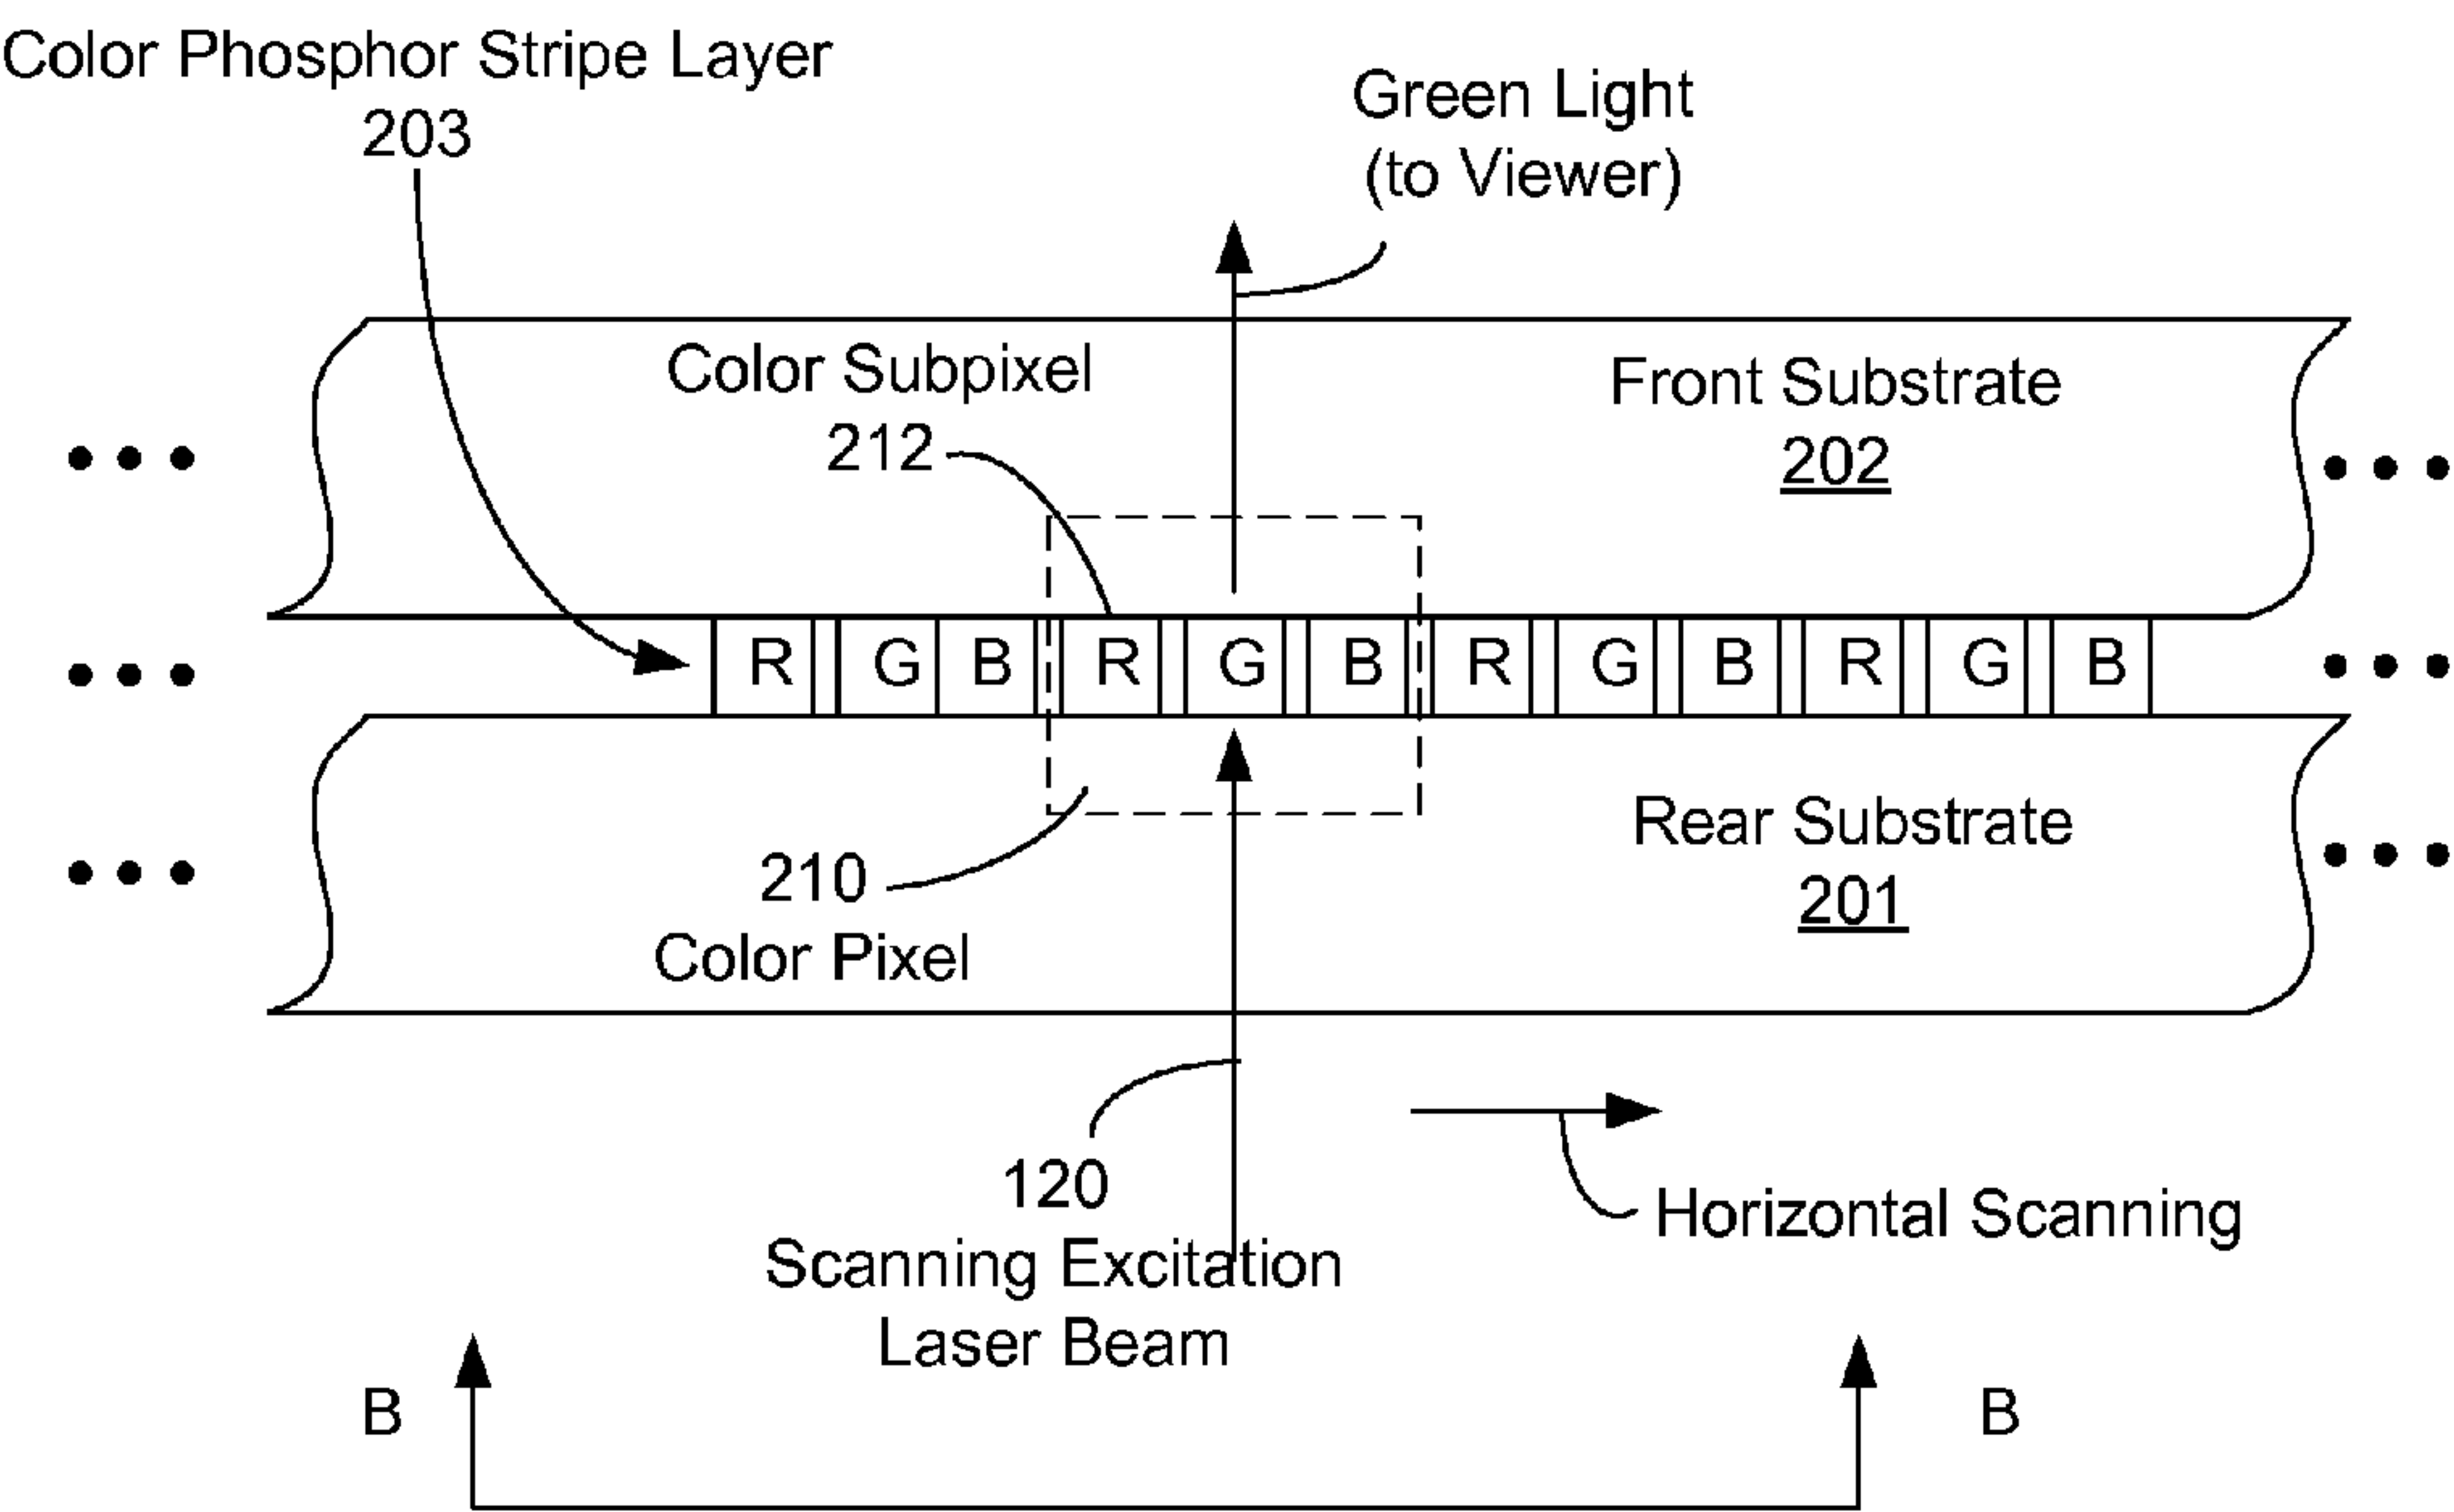 Color Phosphor Stripe Layer
203
Green Light
(to Viewer)
Color Subpixel
212
Front Substrate
202
R G B R G B R G B R G B
Rear Substrate
201
210
Color Pixel
120
Scanning Excitation
Laser Beam
Horizontal Scanning
B B